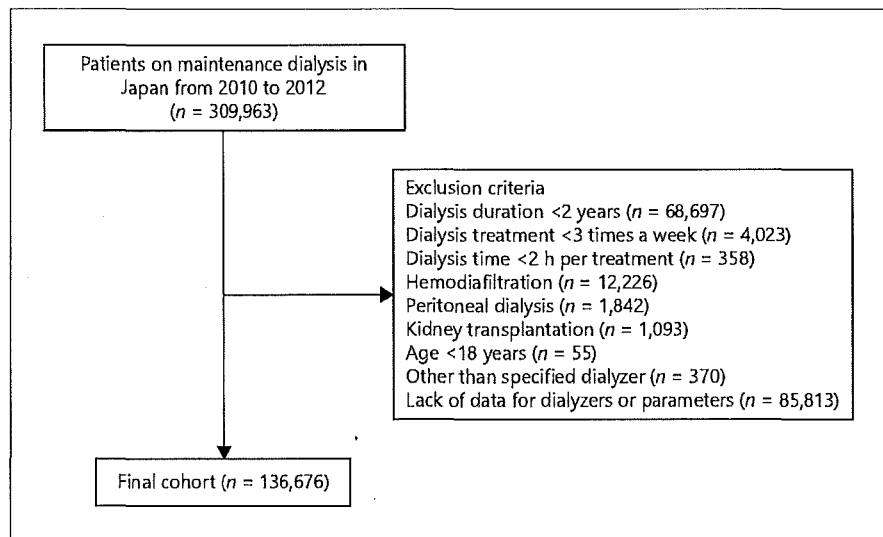 Patients on maintenance dialysis in
Japan from 2010 to 2012
(n = 309,963)
Exclusion criteria
Dialysis duration <2 years (n = 68,697)
Dialysis treatment <3 times a week (n = 4,023)
Dialysis time <2 h per treatment (n = 358)
Hemodiafiltration (n = 12,226)
Peritoneal dialysis (n = 1,842)
Kidney transplantation (n = 1,093)
Age <18 years (n = 55)
Other than specified dialyzer (n = 370)
Lack of data for dialyzers or parameters (n = 85,813)
Final cohort (n = 136,676)